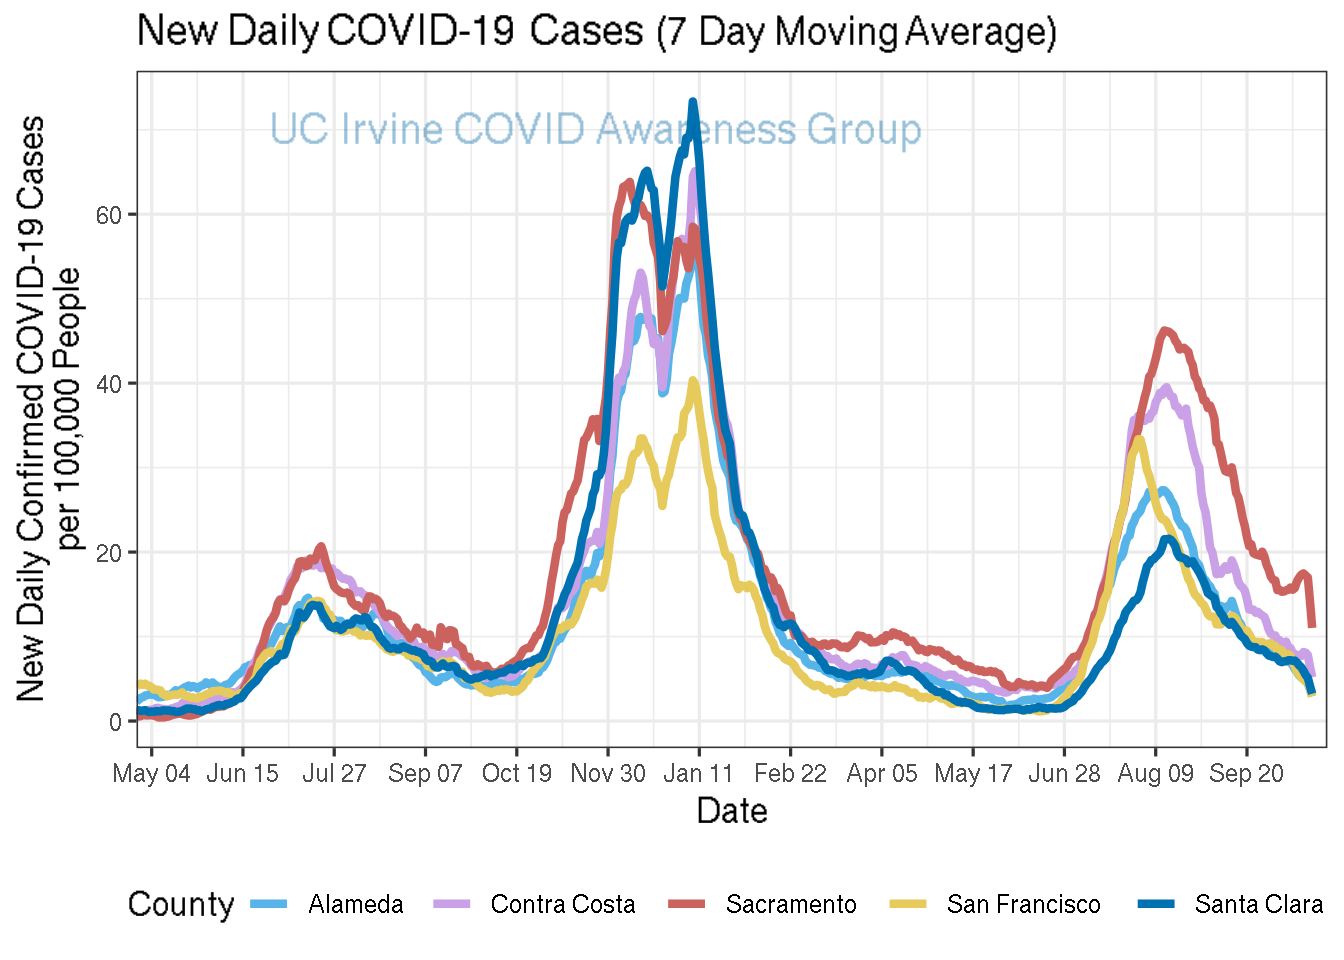 New Daily COVID-19 Cases (7 Day Moving Average)
UC Irvine COVID Awareness Group
New Daily Confirmed COVID-19 Cases
per 100,000 People
60
40
20
0
May 04 Jun 15 Jul 27 Sep 07 Oct 19 Nov 30 Jan 11 Feb 22 Apr 05 May 17 Jun 28 Aug 09 Sep 20
Date
County Alameda Contra Costa Sacramento San Francisco Santa Clara